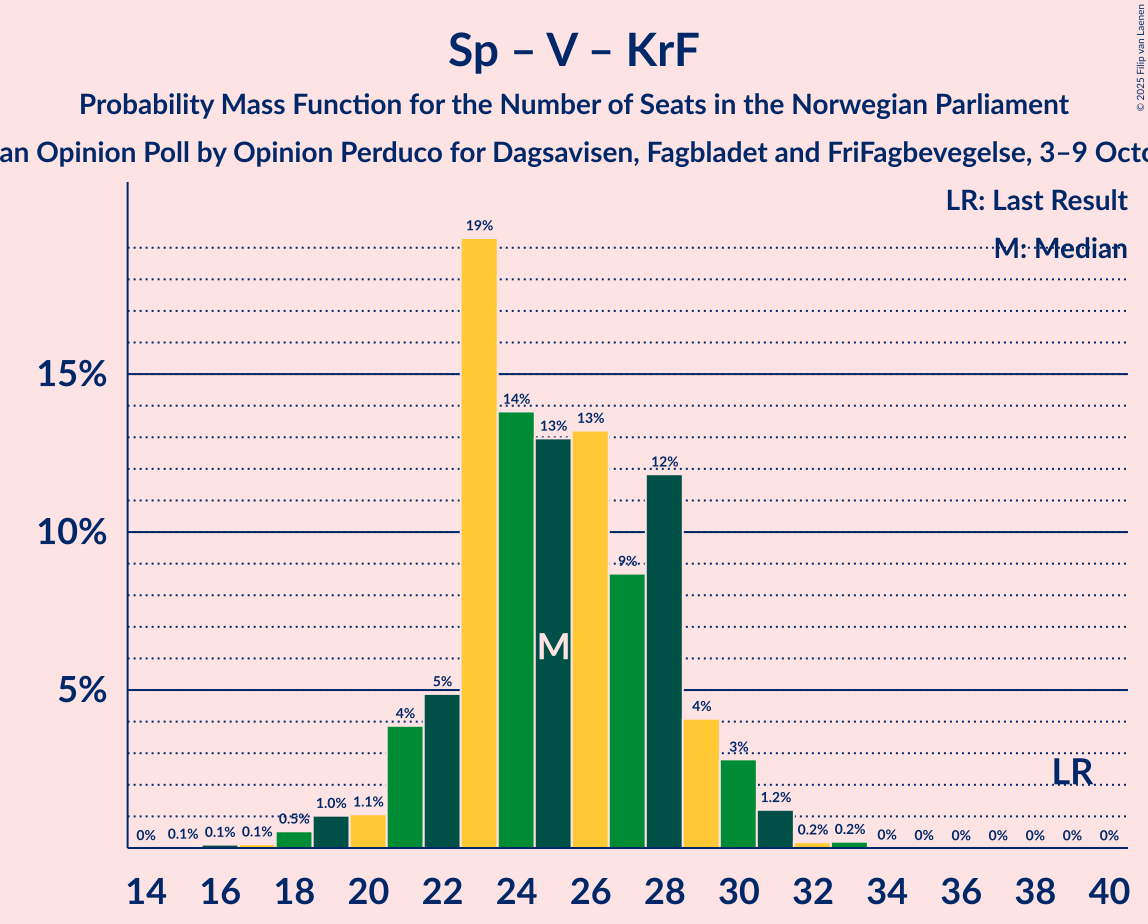 Sp – V – KrF
Probability Mass Function for the Number of Seats in the Norwegian Parliament
an Opinion Poll by Opinion Perduco for Dagsavisen, Fagbladet and FriFagbevegelse, 3–9 Octo
© 2025 Filip van Laenen
LR: Last Result
M: Median
15%
10%
5%
0% 0.1% 0.1% 0.1% 0.5% 1.0% 1.1% 4% 5% 19% 14% 13% 13% 9% 12% 4% 3% 1.2% 0.2% 0.2% 0% 0% 0% 0% 0% 0% 0%
M
LR
14 16 18 20 22 24 26 28 30 32 34 36 38 40